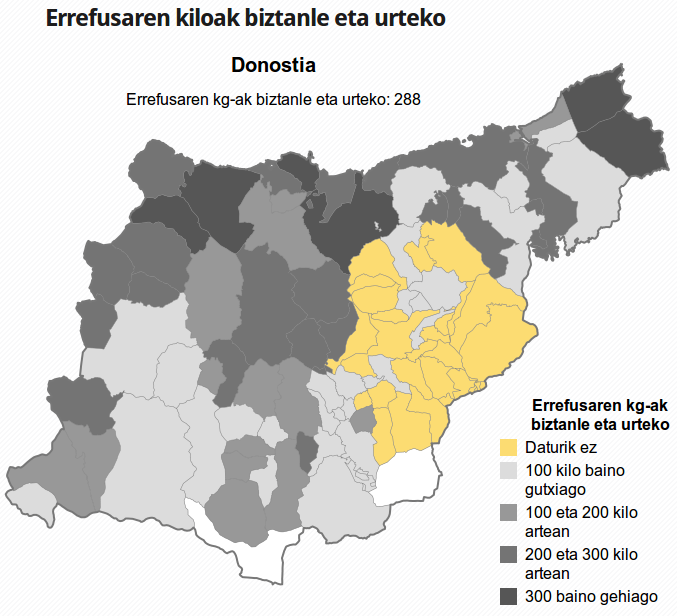 Errefusaren kiloak biztanle eta urteko
Donostia
Errefusaren kg-ak biztanle eta urteko: 288
Errefusaren kg-ak
biztanle eta urteko
Daturik ez
100 kilo baino
gutxiago
100 eta 200 kilo
artean
200 eta 300 kilo
artean
300 baino gehiago